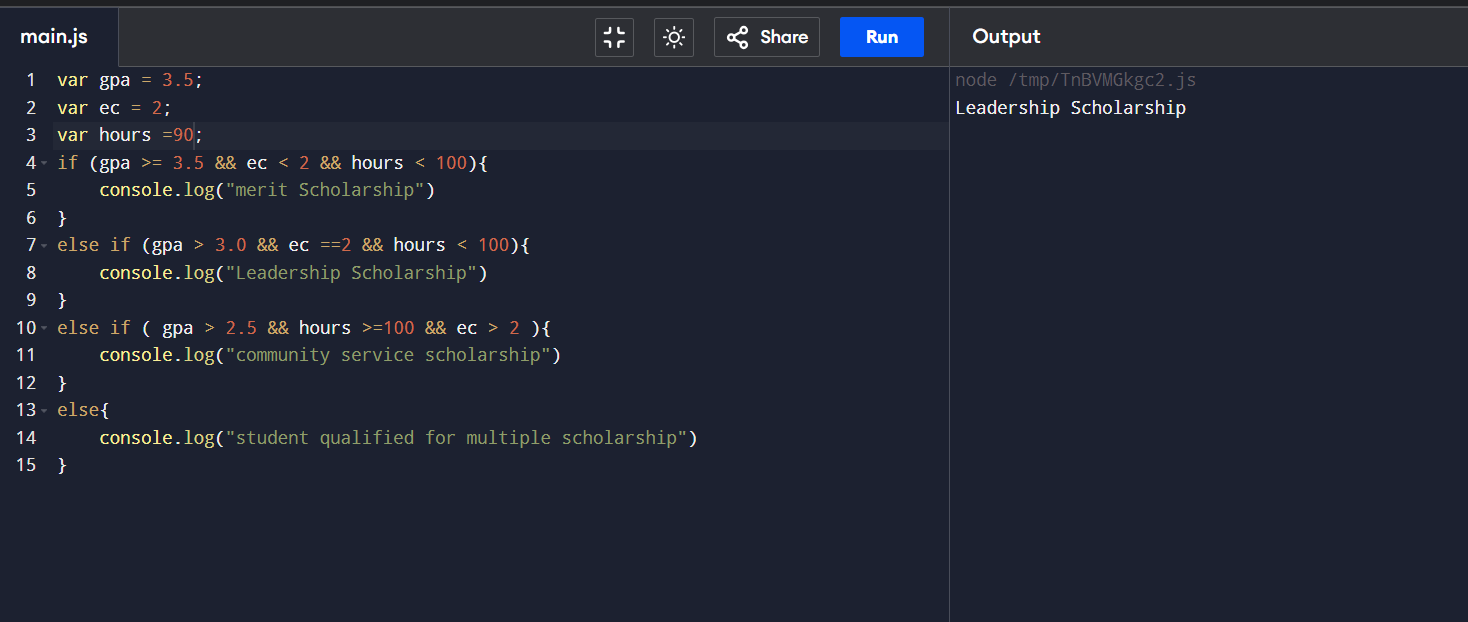 main.js Share Run Output
1 var gpa = 3.5;
2 var ec = 2;
3 var hours =90;
4 if (gpa >= 3.5 && ec < 2 && hours < 100){
5     console.log("merit Scholarship")
6 }
7 else if (gpa > 3.0 && ec ==2 && hours < 100){
8     console.log("Leadership Scholarship")
9 }
10 else if ( gpa > 2.5 && hours >=100 && ec > 2 ){
11     console.log("community service scholarship")
12 }
13 else{
14     console.log("student qualified for multiple scholarship")
15 }
node /tmp/TnBVMGkgc2.js
Leadership Scholarship